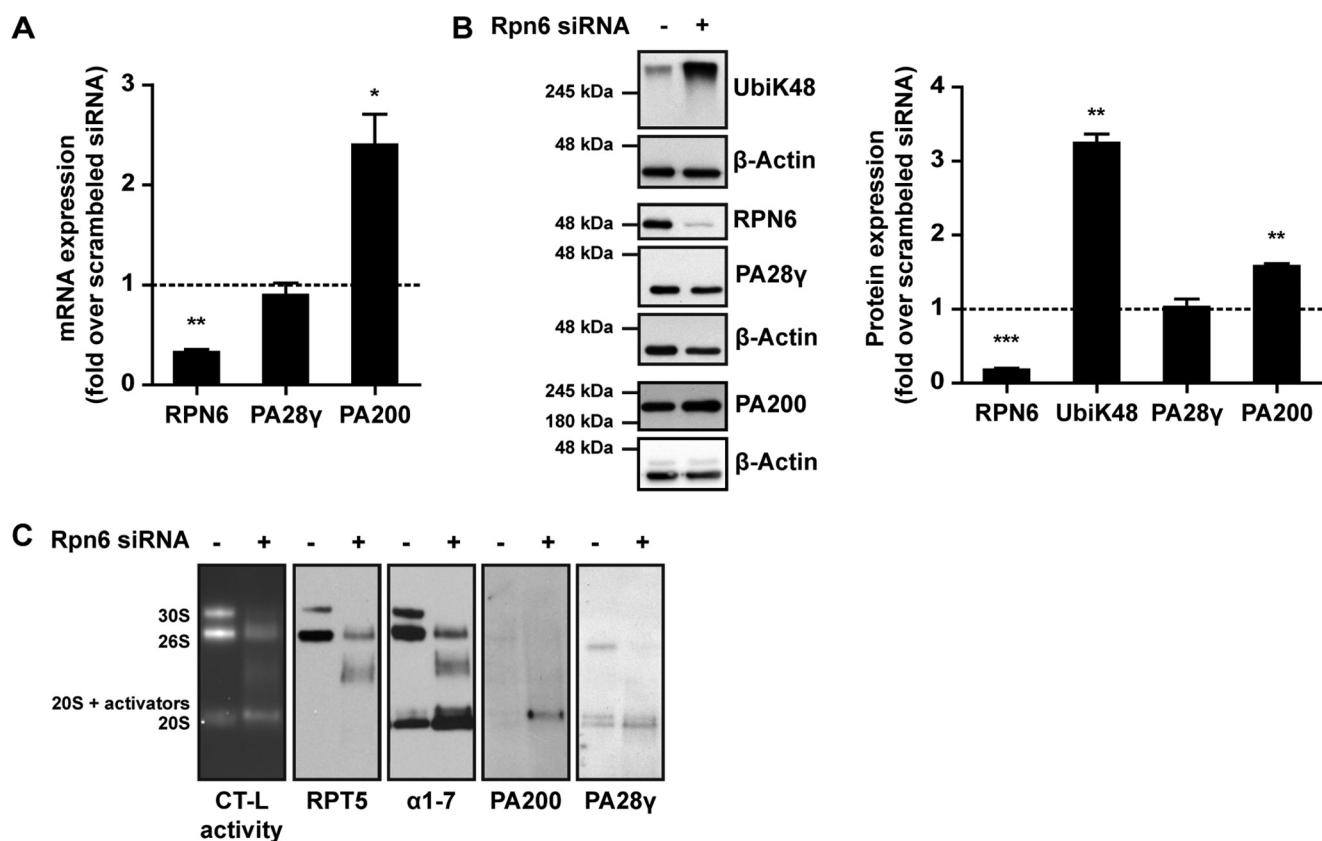 A
mRNA expression
(fold over scrambeled siRNA)
3
2
1
0
*
**
RPN6 PA28γ PA200
B
Rpn6 siRNA - +
245 kDa
UbiK48
48 kDa
β-Actin
48 kDa
RPN6
48 kDa
PA28γ
48 kDa
β-Actin
245 kDa
PA200
180 kDa
48 kDa
β-Actin
Protein expression
(fold over scrambeled siRNA)
4
3
2
1
0
**
**
***
RPN6 UbiK48 PA28γ PA200
C
Rpn6 siRNA - + - + - + - + - +
30S
26S
20S + activators
20S
CT-L
activity
RPT5
α1-7
PA200
PA28γ